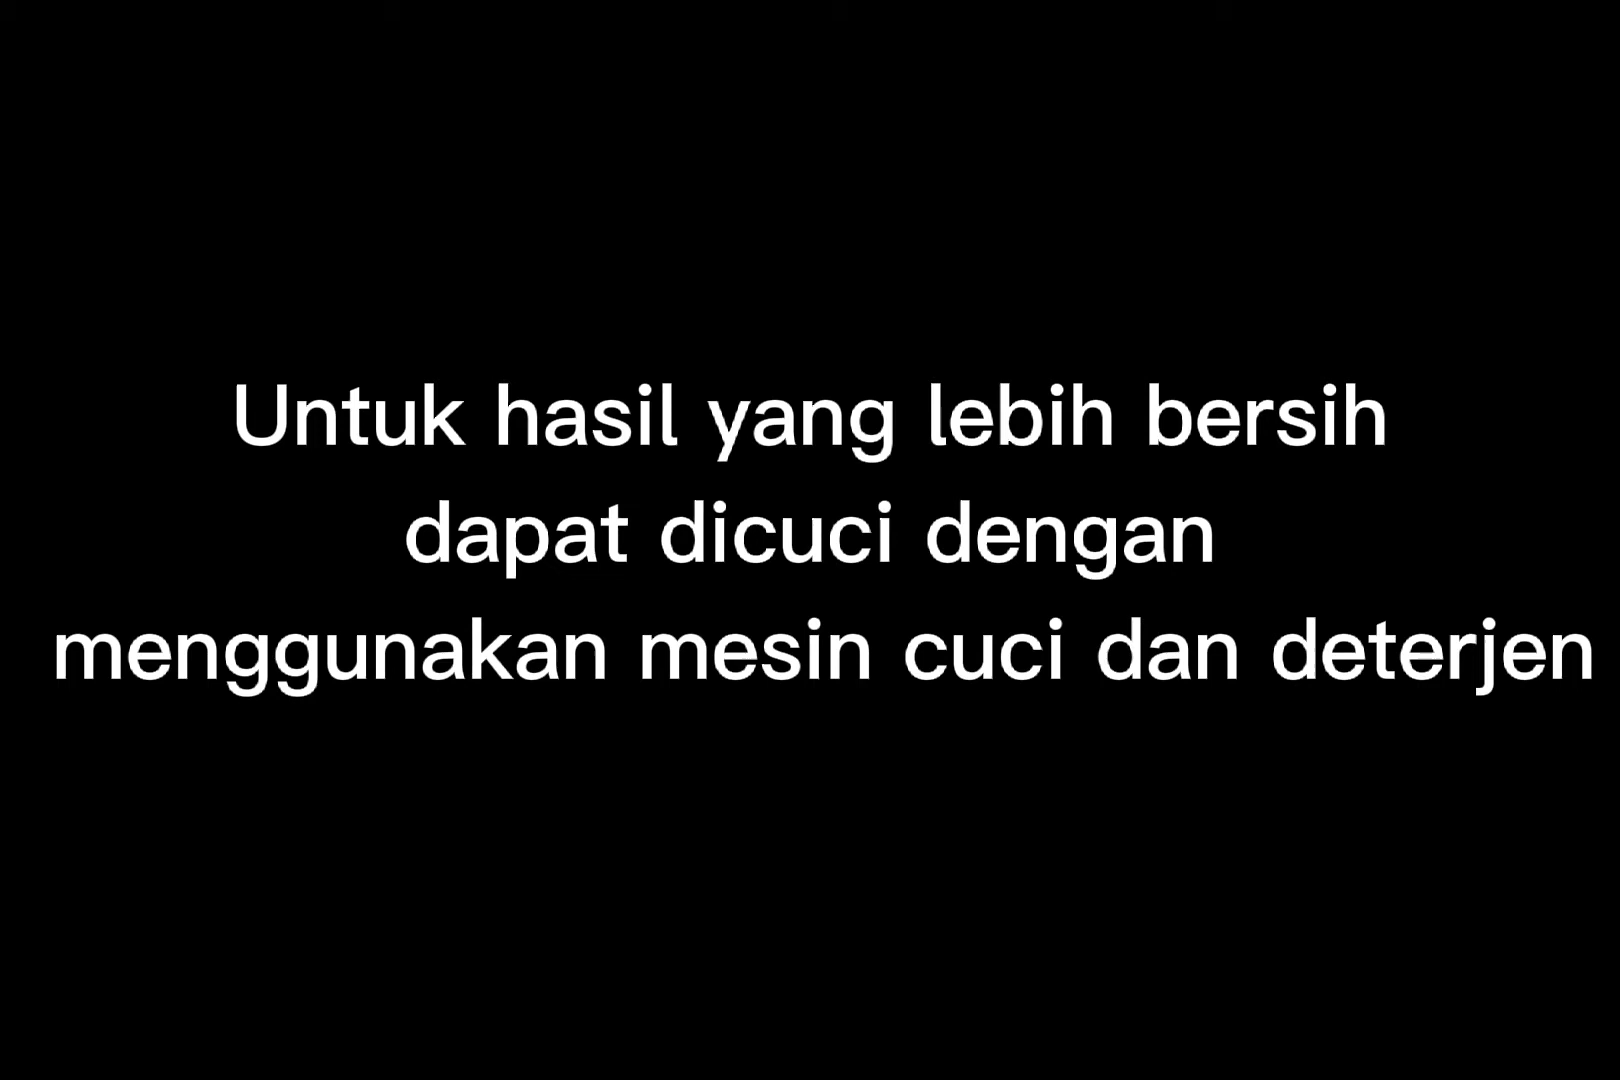 Untuk hasil yang lebih bersih
dapat dicuci dengan
menggunakan mesin cuci dan deterjen